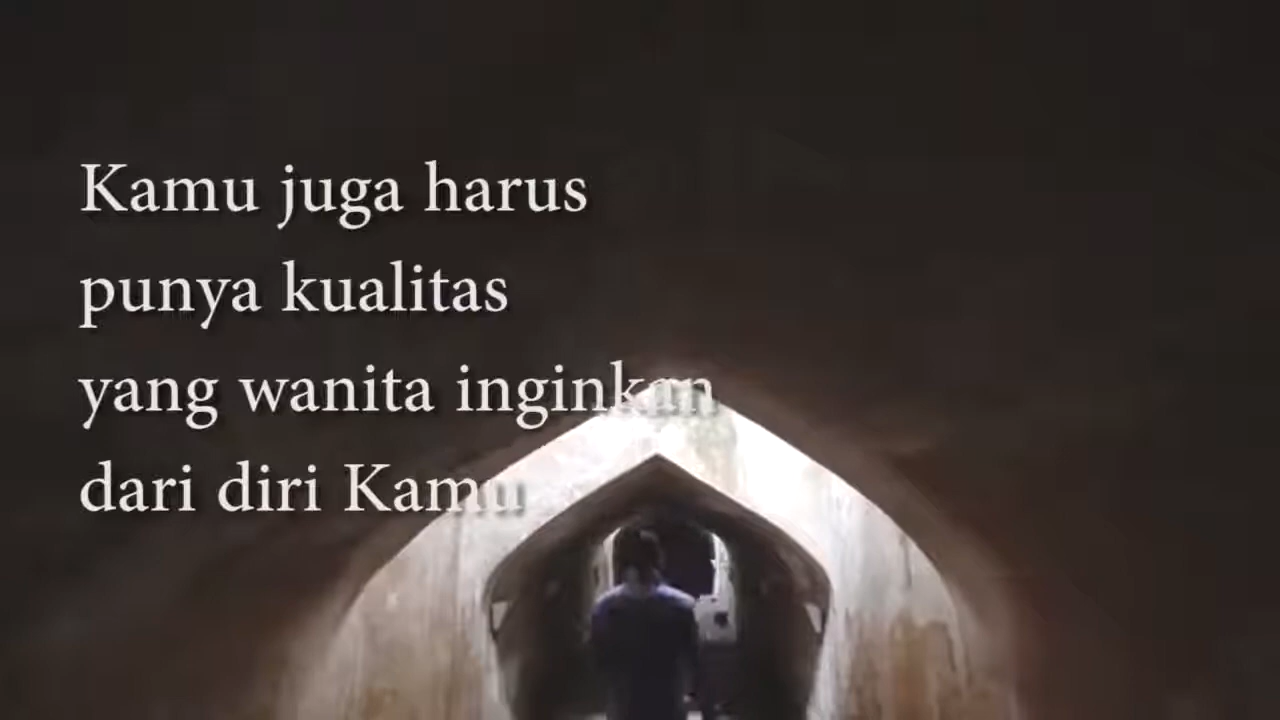 Kamu juga harus
punya kualitas
yang wanita inginkan
dari diri Kamu